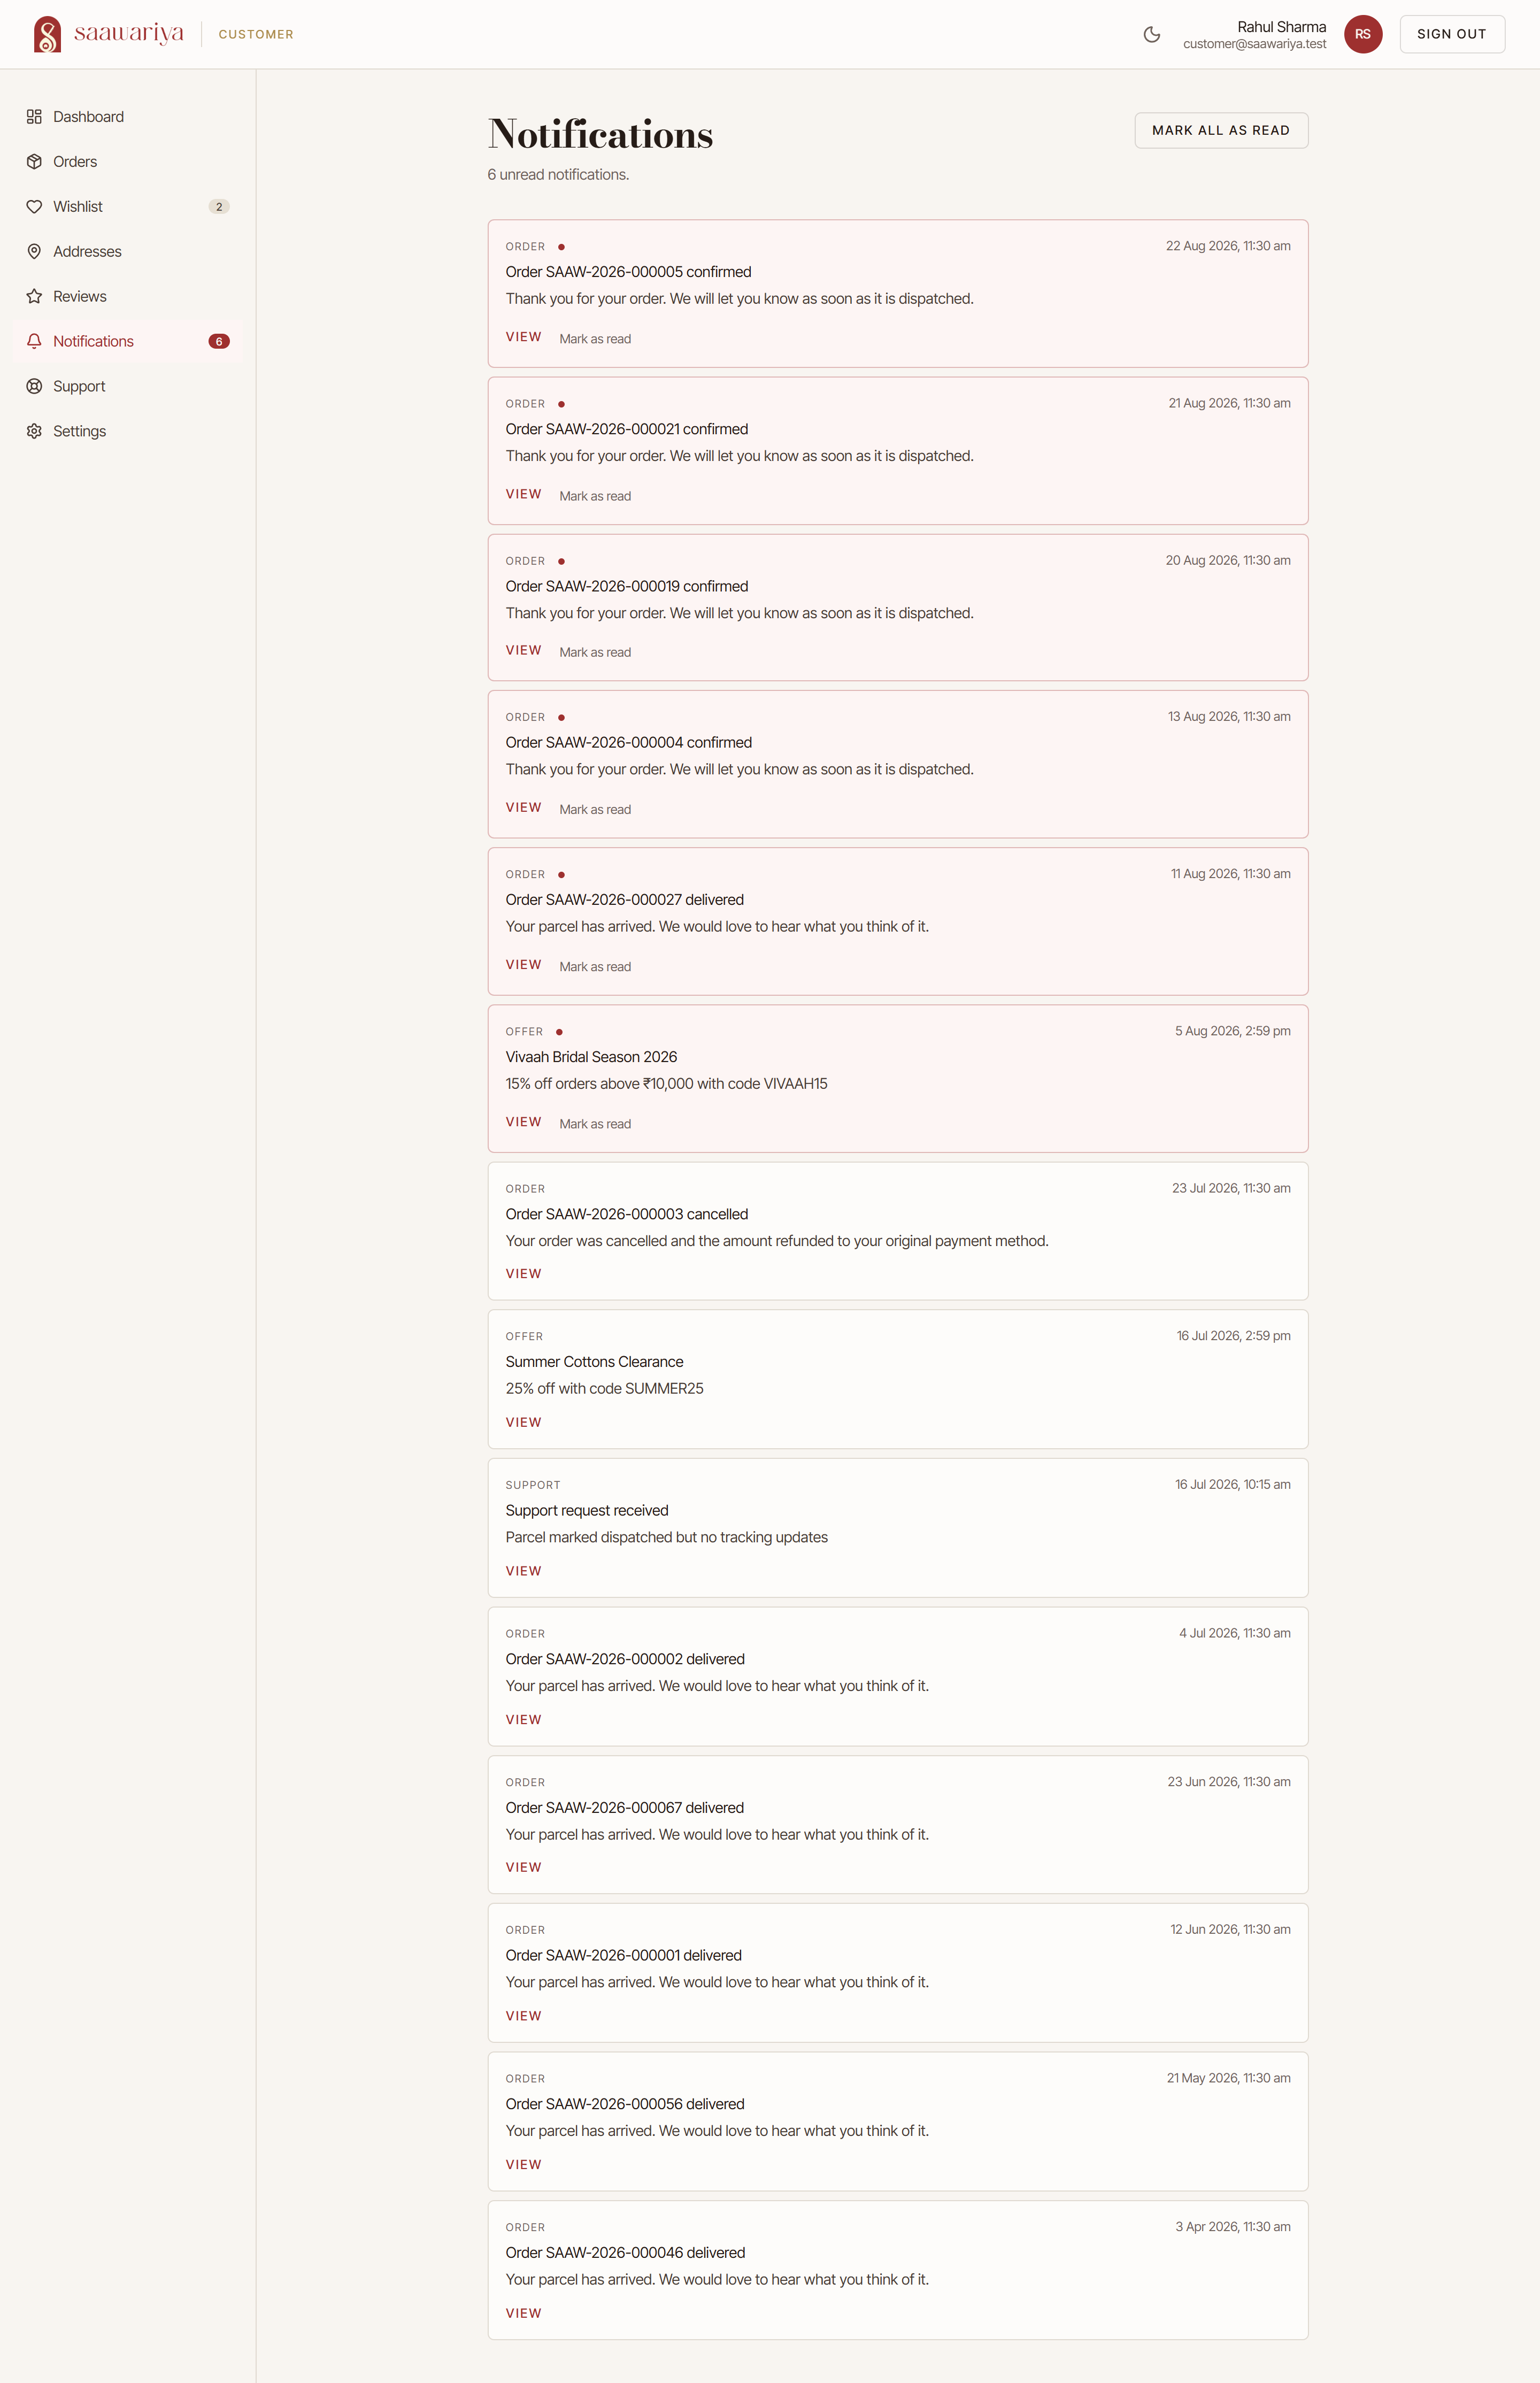 saawariya
CUSTOMER
Rahul Sharma
customer@saawariya.test
RS
SIGN OUT
Dashboard
Orders
Wishlist 2
Addresses
Reviews
Notifications 6
Support
Settings
Notifications
MARK ALL AS READ
6 unread notifications.
ORDER 22 Aug 2026, 11:30 am
Order SAAW-2026-000005 confirmed
Thank you for your order. We will let you know as soon as it is dispatched.
VIEW Mark as read
ORDER 21 Aug 2026, 11:30 am
Order SAAW-2026-000021 confirmed
Thank you for your order. We will let you know as soon as it is dispatched.
VIEW Mark as read
ORDER 20 Aug 2026, 11:30 am
Order SAAW-2026-000019 confirmed
Thank you for your order. We will let you know as soon as it is dispatched.
VIEW Mark as read
ORDER 13 Aug 2026, 11:30 am
Order SAAW-2026-000004 confirmed
Thank you for your order. We will let you know as soon as it is dispatched.
VIEW Mark as read
ORDER 11 Aug 2026, 11:30 am
Order SAAW-2026-000027 delivered
Your parcel has arrived. We would love to hear what you think of it.
VIEW Mark as read
OFFER 5 Aug 2026, 2:59 pm
Vivaah Bridal Season 2026
15% off orders above ₹10,000 with code VIVAAH15
VIEW Mark as read
ORDER 23 Jul 2026, 11:30 am
Order SAAW-2026-000003 cancelled
Your order was cancelled and the amount refunded to your original payment method.
VIEW
OFFER 16 Jul 2026, 2:59 pm
Summer Cottons Clearance
25% off with code SUMMER25
VIEW
SUPPORT 16 Jul 2026, 10:15 am
Support request received
Parcel marked dispatched but no tracking updates
VIEW
ORDER 4 Jul 2026, 11:30 am
Order SAAW-2026-000002 delivered
Your parcel has arrived. We would love to hear what you think of it.
VIEW
ORDER 23 Jun 2026, 11:30 am
Order SAAW-2026-000067 delivered
Your parcel has arrived. We would love to hear what you think of it.
VIEW
ORDER 12 Jun 2026, 11:30 am
Order SAAW-2026-000001 delivered
Your parcel has arrived. We would love to hear what you think of it.
VIEW
ORDER 21 May 2026, 11:30 am
Order SAAW-2026-000056 delivered
Your parcel has arrived. We would love to hear what you think of it.
VIEW
ORDER 3 Apr 2026, 11:30 am
Order SAAW-2026-000046 delivered
Your parcel has arrived. We would love to hear what you think of it.
VIEW